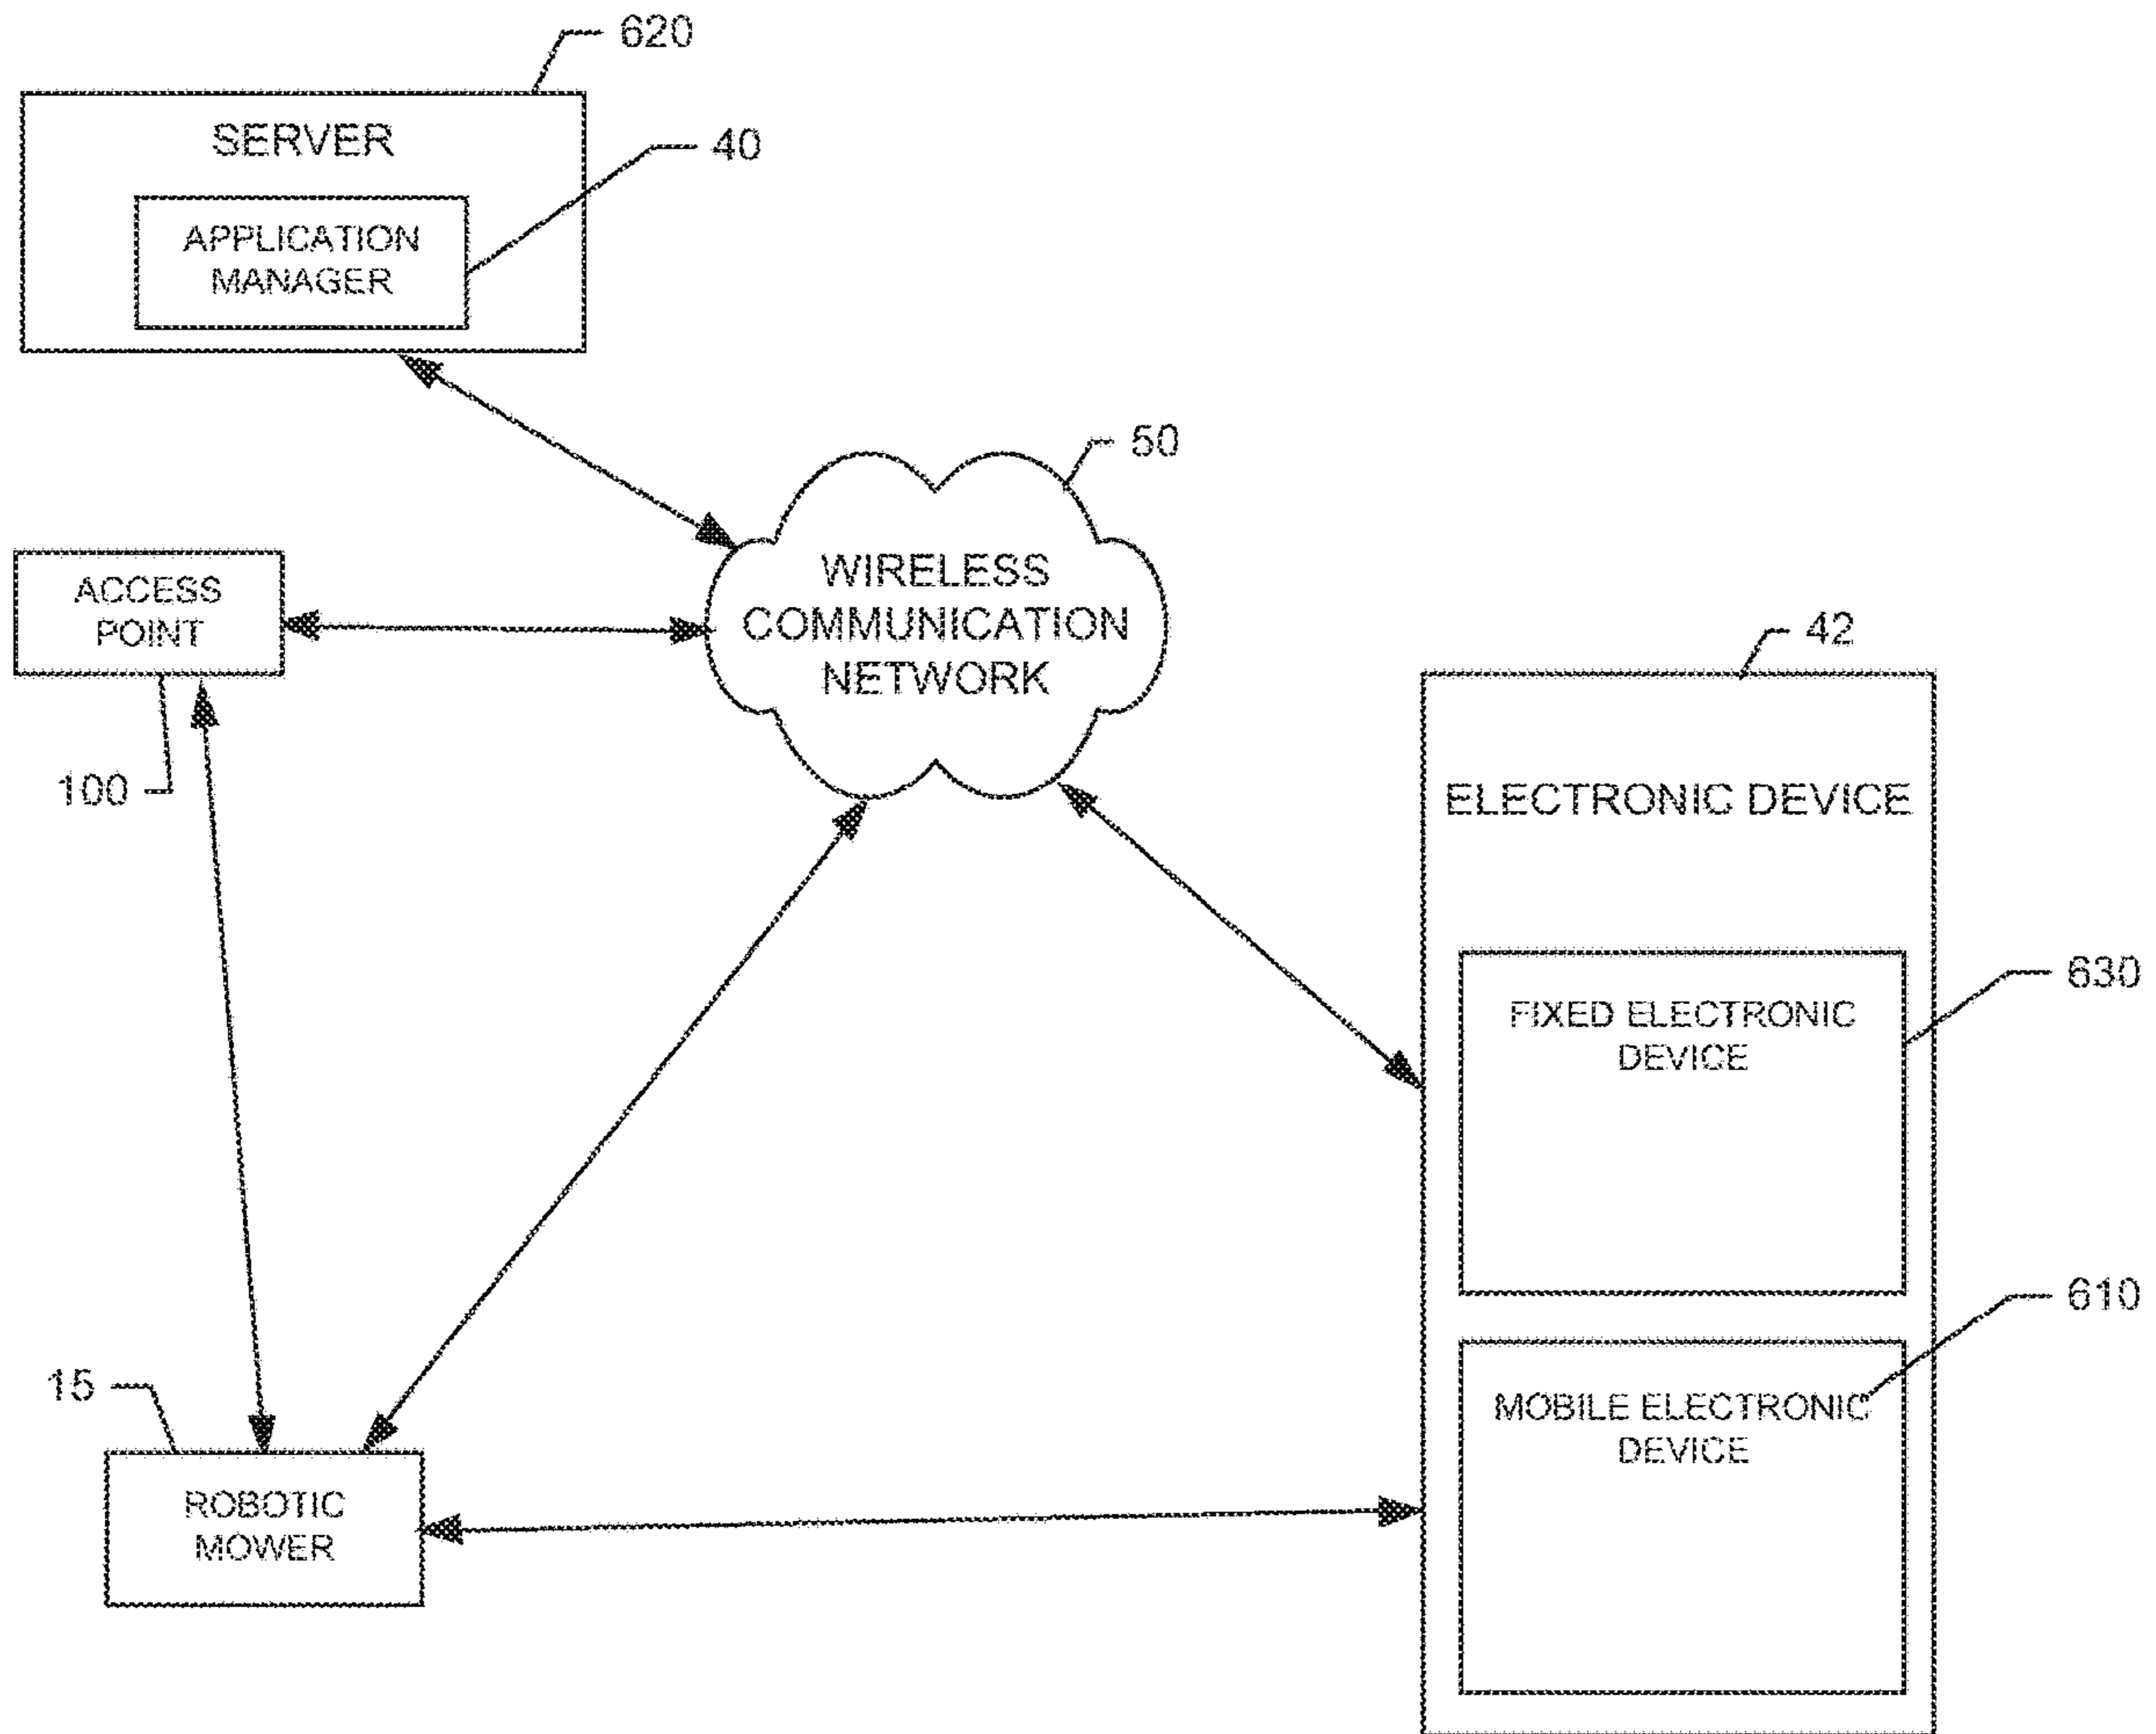 620
SERVER
40
APPLICATION
MANAGER
50
WIRELESS
COMMUNICATION
NETWORK
ACCESS
POINT
100
42
ELECTRONIC DEVICE
630
FIXED ELECTRONIC
DEVICE
610
MOBILE ELECTRONIC
DEVICE
15
ROBOTIC
MOWER